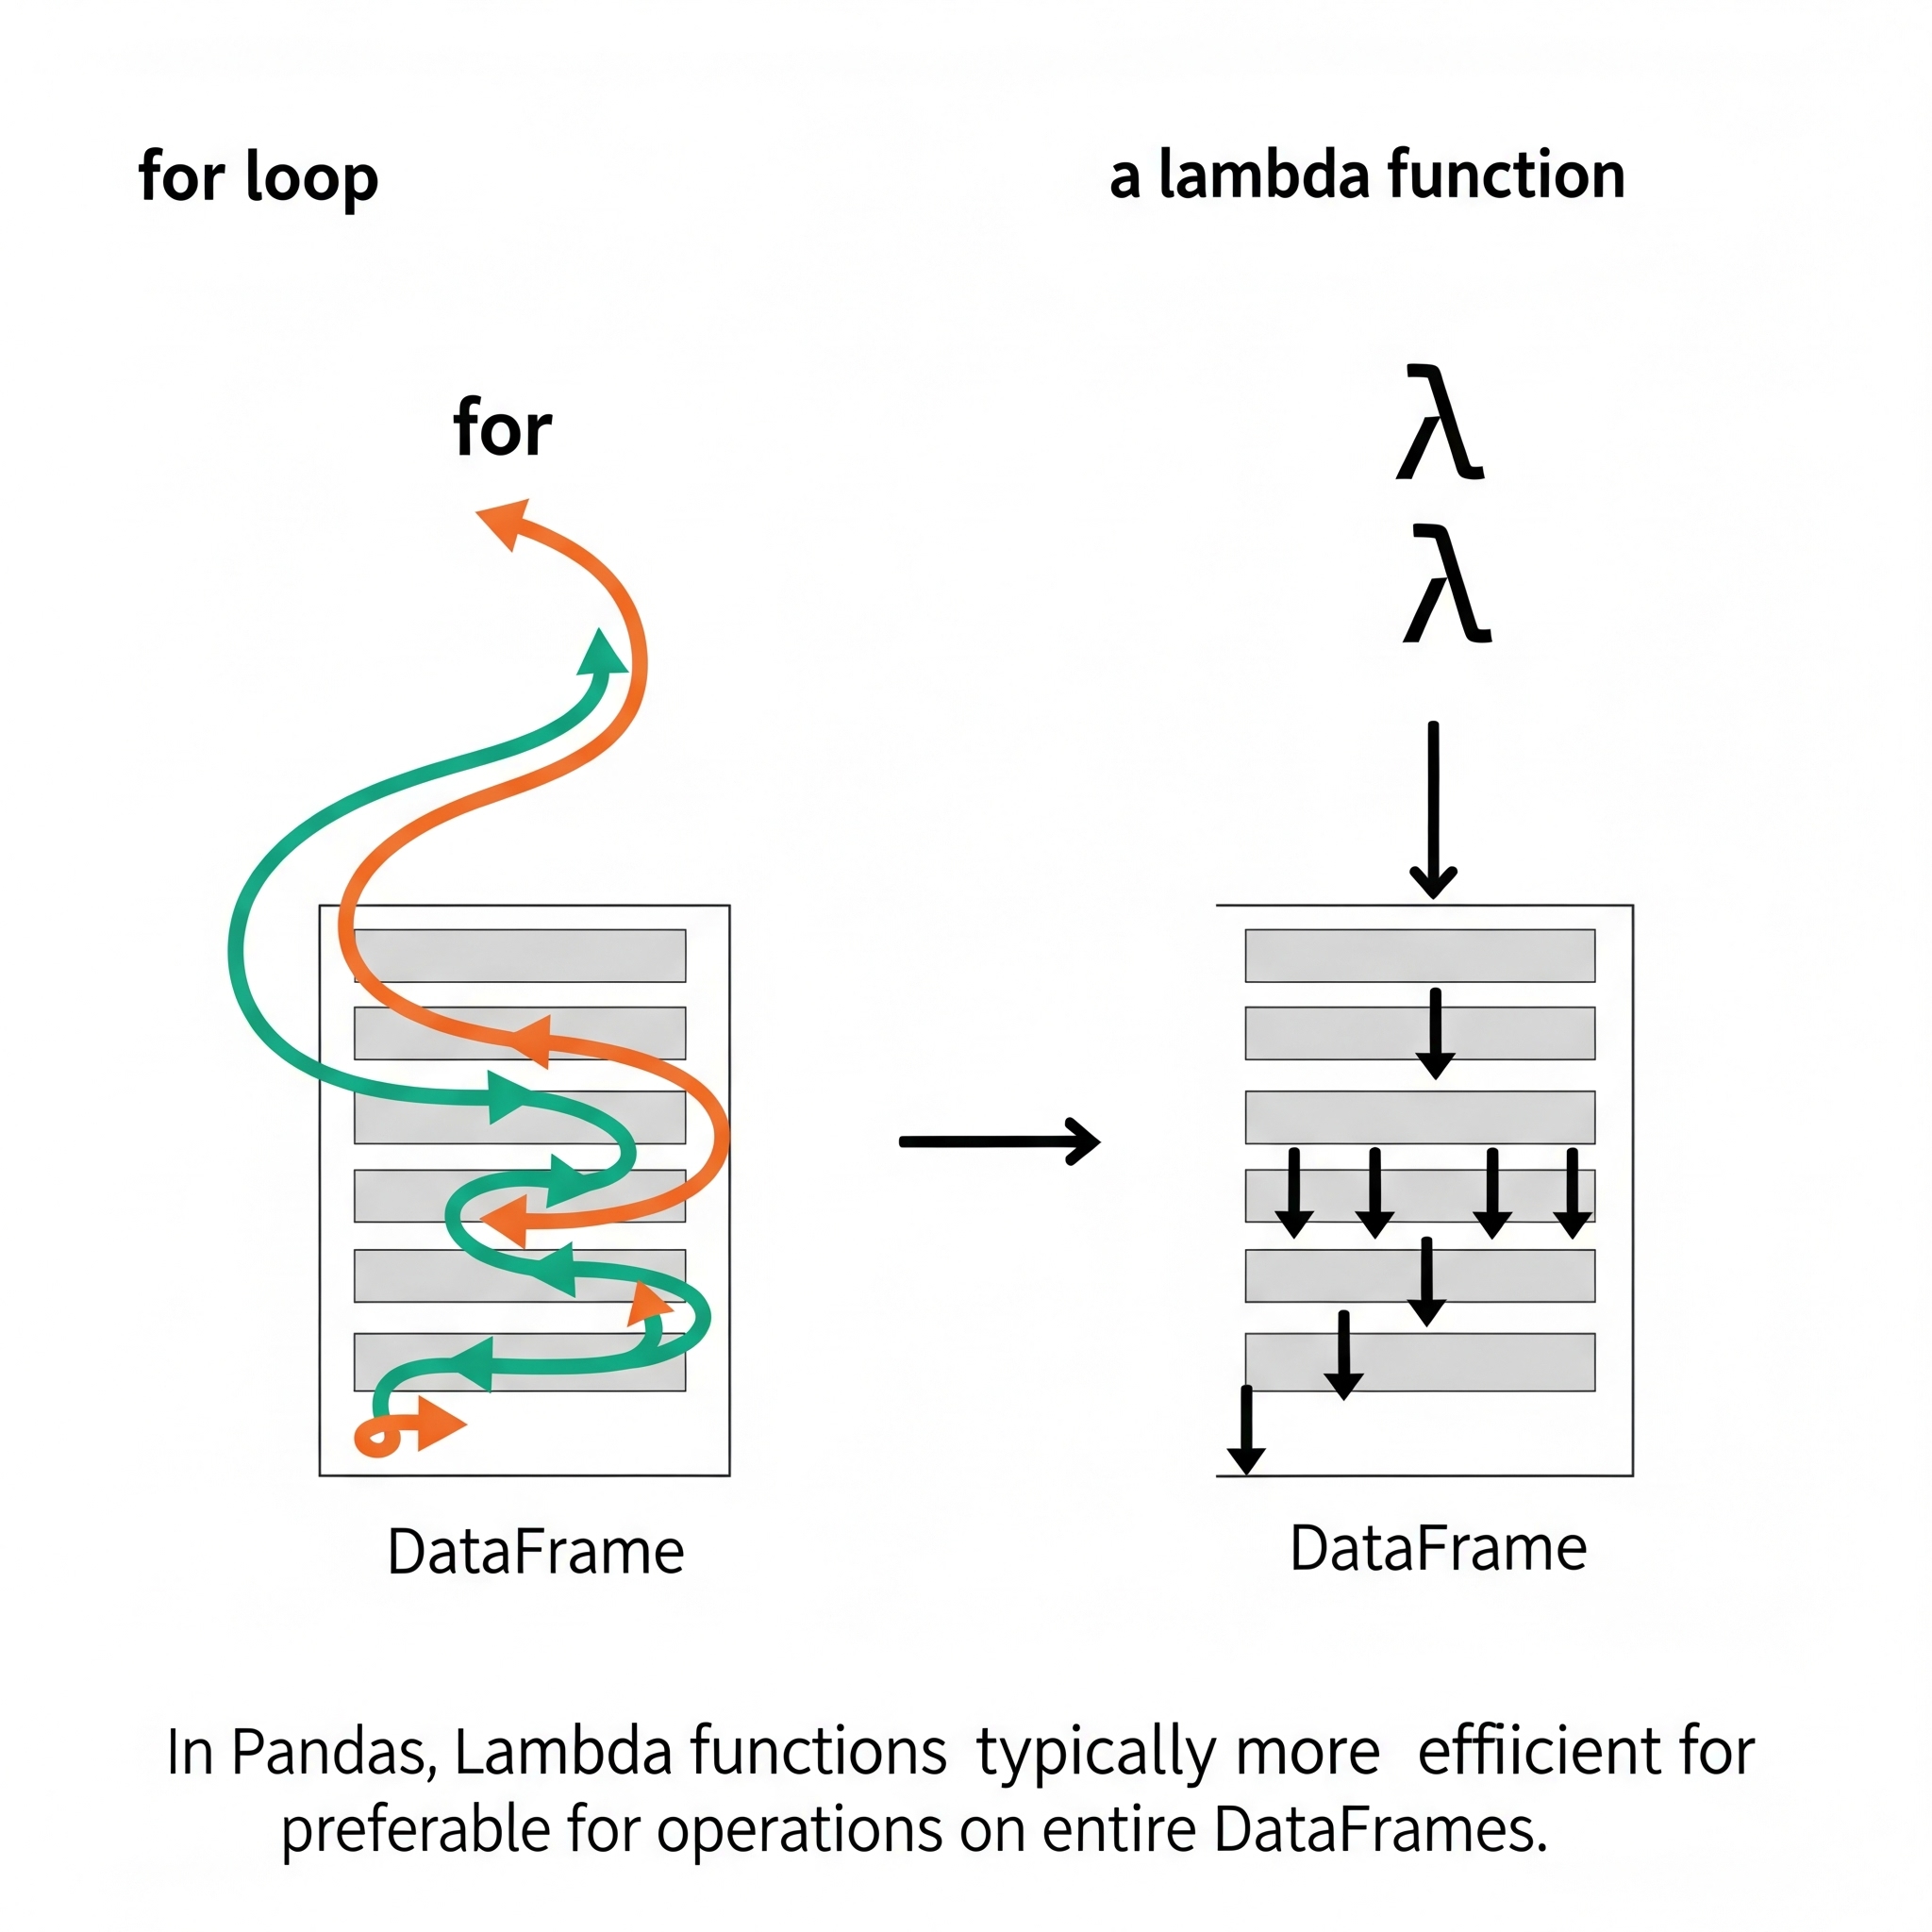 for loop
a lambda function
for
λ
λ
DataFrame
DataFrame
In Pandas, Lambda functions typically more effiicient for
preferable for operations on entire DataFrames.